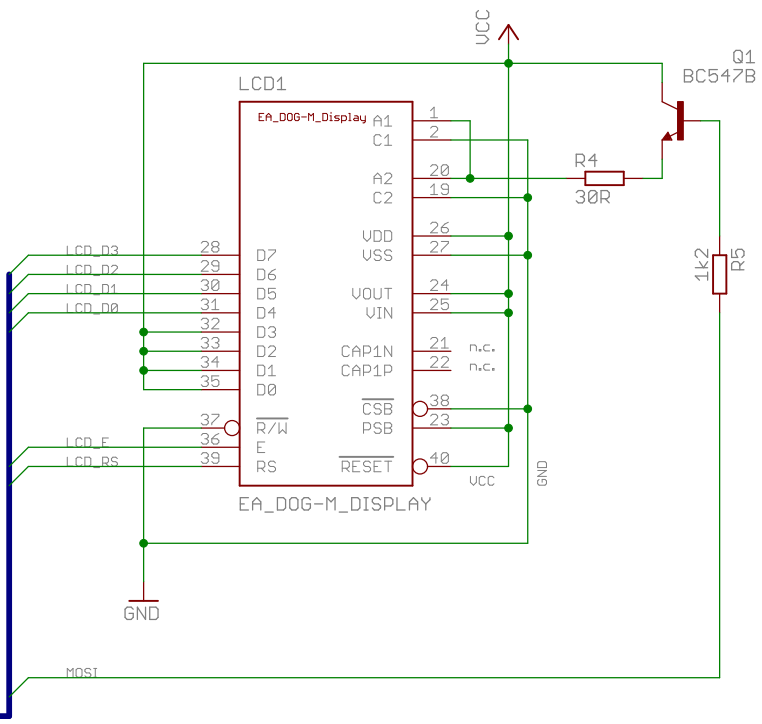 VCC
Q1
BC547B
LCD1
EA_DOG-M_Display
A1
1
C1
2
R4
A2
20
C2
19
30R
VDD
26
LCD_D3
28
D7
VSS
27
1k2
R5
LCD_D2
29
D6
LCD_D1
30
D5
VOUT
24
LCD_D0
31
D4
VIN
25
32
D3
33
D2
CAP1N
21
n.c.
34
D1
CAP1P
22
n.c.
35
D0
CSB
38
37
R/W
PSB
23
LCD_E
36
E
LCD_RS
39
RS
RESET
40
VCC
GND
EA_DOG-M_DISPLAY
GND
MOSI